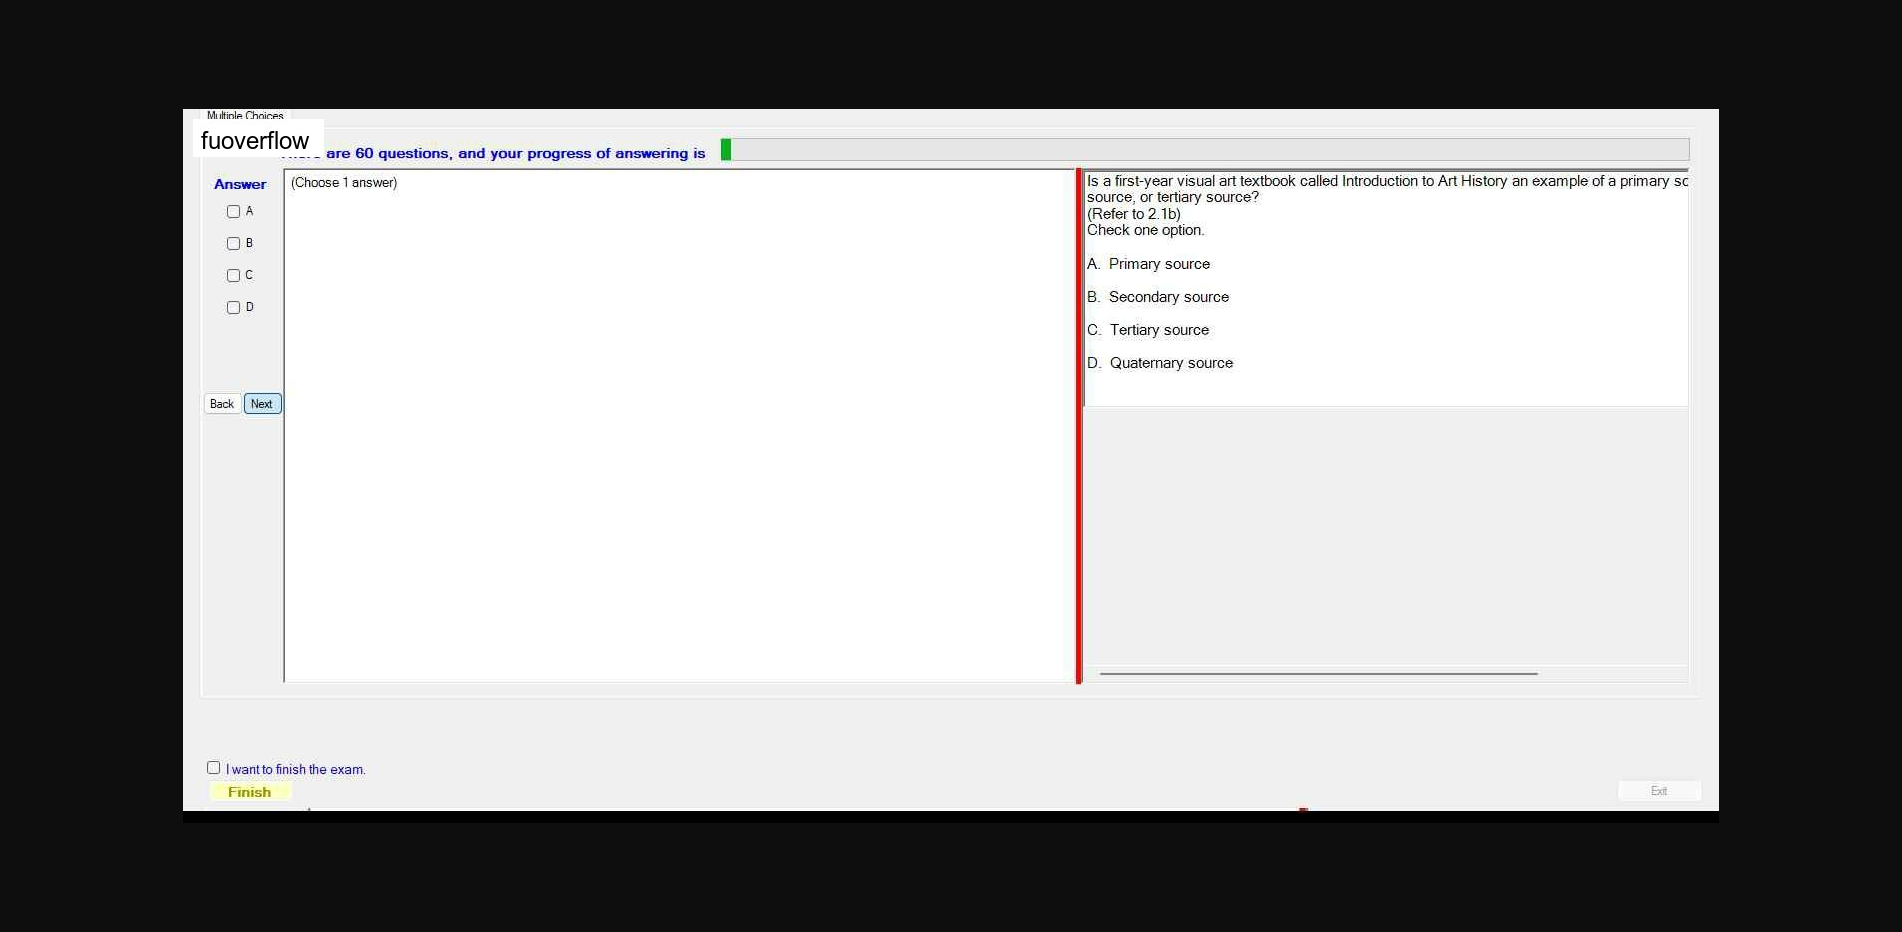 Multiple Choices
fuoverflow
are 60 questions, and your progress of answering is
Answer
(Choose 1 answer)
A
B
C
D
Back Next
Is a first-year visual art textbook called Introduction to Art History an example of a primary
source, or tertiary source?
(Refer to 2.1b)
Check one option.
A. Primary source
B. Secondary source
C. Tertiary source
D. Quaternary source
I want to finish the exam.
Finish
Exit